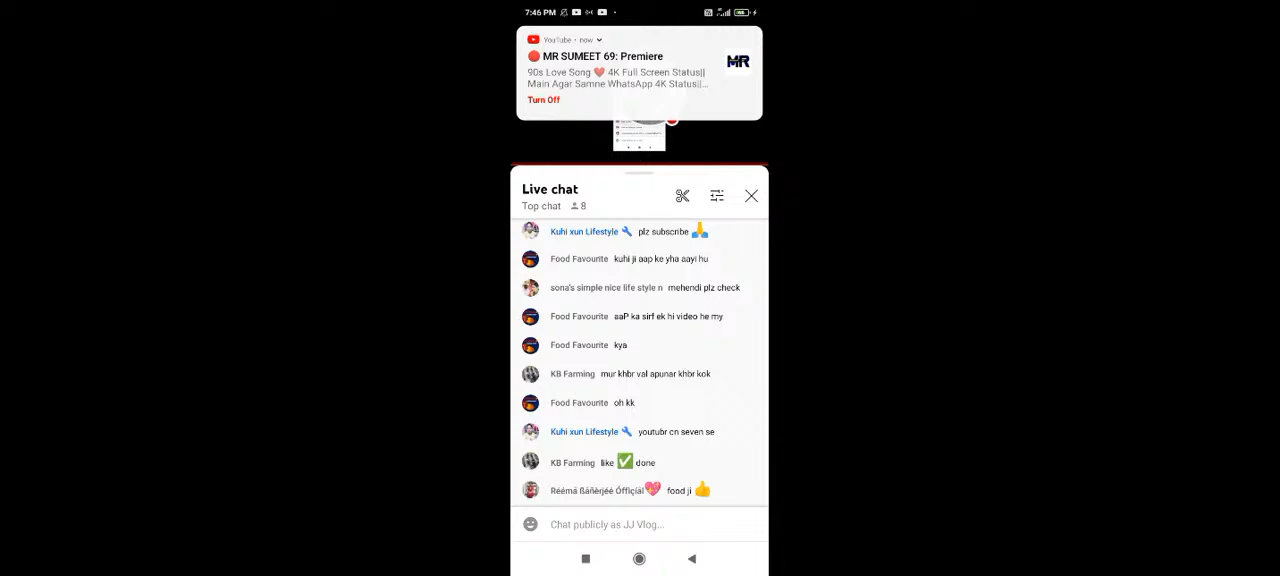 7:46 PM
YouTube • now
🔴 MR SUMEET 69: Premiere
90s Love Song 💖 4K Full Screen Status||
Main Agar Samne WhatsApp 4K Status||...
Turn Off
MR
Live chat
Top chat 8
Kuhi xun Lifestyle 🔧 plz subscribe 🙏
Food Favourite kuhi ji aap ke yha aayi hu
sona's simple nice life style n mehendi plz check
Food Favourite aaP ka sirf ek hi video he my
Food Favourite kya
KB Farming mur khbr val apunar khbr kok
Food Favourite oh kk
Kuhi xun Lifestyle 🔧 youtubr cn seven se
KB Farming like ✅ done
food ji 👍
Chat publicly as JJ Vlog...